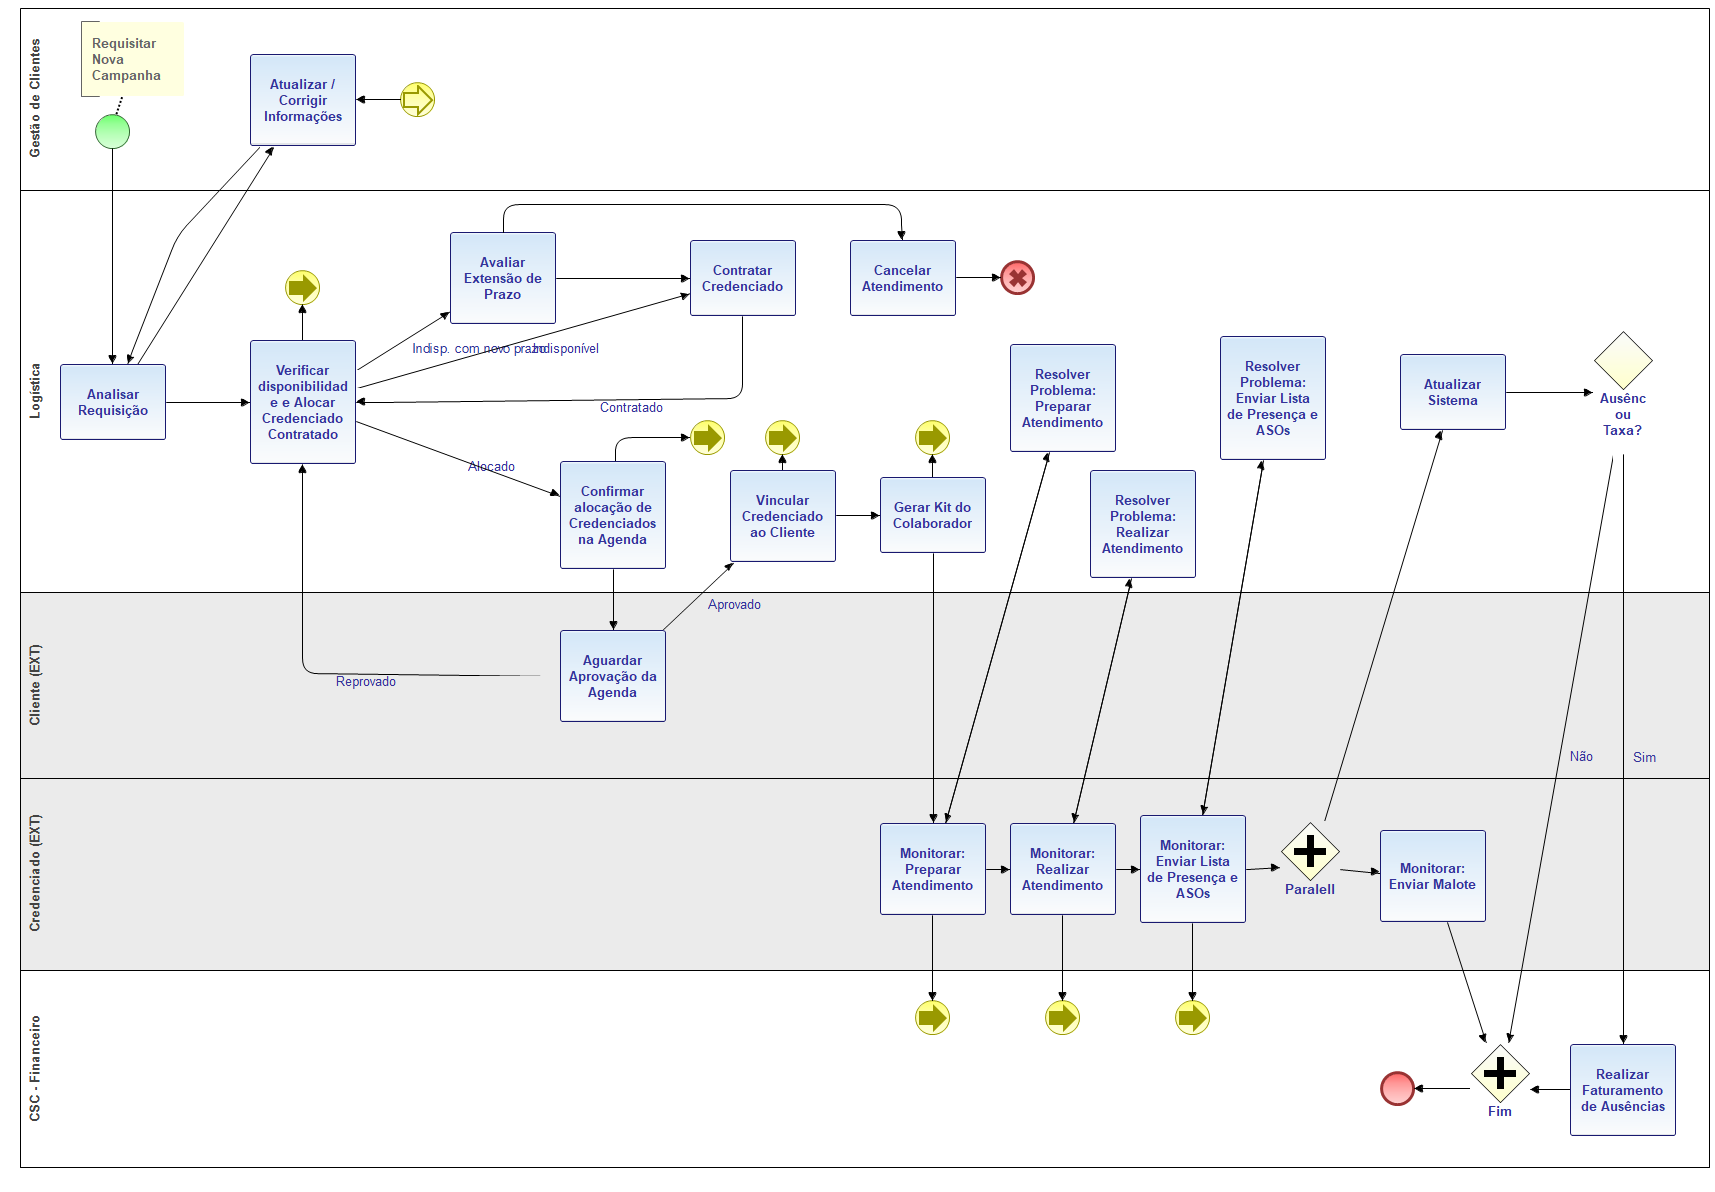 Gestão de Clientes
Requisitar
Nova
Campanha
Atualizar /
Corrigir
Informações
Logística
Analisar
Requisição
Verificar
disponibilidad
e e Alocar
Credenciado
Contratado
Avaliar
Extensão de
Prazo
Contratar
Credenciado
Cancelar
Atendimento
Indisp. com novo prazo
Indisponível
Contratado
Alocado
Confirmar
alocação de
Credenciados
na Agenda
Vincular
Credenciado
ao Cliente
Gerar Kit do
Colaborador
Resolver
Problema:
Preparar
Atendimento
Resolver
Problema:
Realizar
Atendimento
Resolver
Problema:
Enviar Lista
de Presença e
ASOs
Atualizar
Sistema
Ausênc
ou
Taxa?
Cliente (EXT)
Aguardar
Aprovação da
Agenda
Aprovado
Reprovado
Não
Sim
Credenciado (EXT)
Monitorar:
Preparar
Atendimento
Monitorar:
Realizar
Atendimento
Monitorar:
Enviar Lista
de Presença e
ASOs
Paralell
Monitorar:
Enviar Malote
CSC - Financeiro
Fim
Realizar
Faturamento
de Ausências